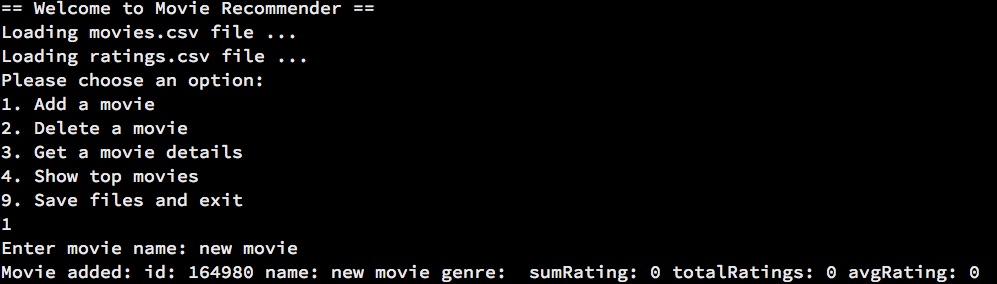 == Welcome to Movie Recommender ==
Loading movies.csv file ...
Loading ratings.csv file ...
Please choose an option:
1. Add a movie
2. Delete a movie
3. Get a movie details
4. Show top movies
9. Save files and exit
1
Enter movie name: new movie
Movie added: id: 164980 name: new movie genre:  sumRating: 0 totalRatings: 0 avgRating: 0